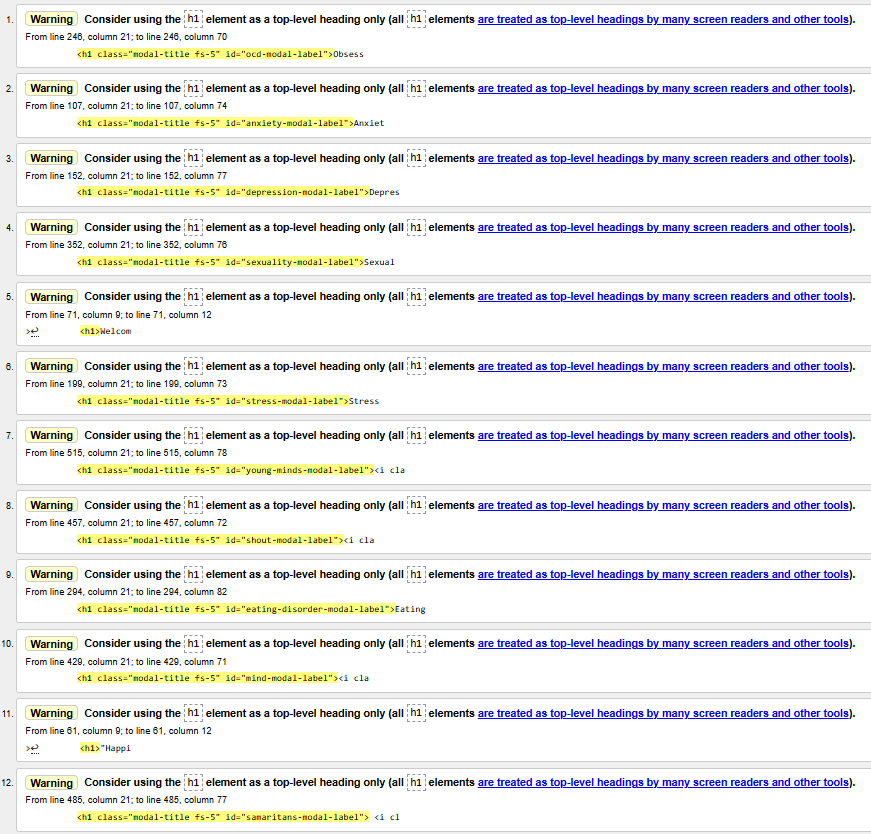 1. Warning Consider using the h1 element as a top-level heading only (all h1 elements are treated as top-level headings by many screen readers and other tools).
From line 246, column 21; to line 246, column 70
<h1 class="modal-title fs-5" id="ocd-modal-label">Obsess
2. Warning Consider using the h1 element as a top-level heading only (all h1 elements are treated as top-level headings by many screen readers and other tools).
From line 107, column 21; to line 107, column 74
<h1 class="modal-title fs-5" id="anxiety-modal-label">Anxiet
3. Warning Consider using the h1 element as a top-level heading only (all h1 elements are treated as top-level headings by many screen readers and other tools).
From line 152, column 21; to line 152, column 77
<h1 class="modal-title fs-5" id="depression-modal-label">Depres
4. Warning Consider using the h1 element as a top-level heading only (all h1 elements are treated as top-level headings by many screen readers and other tools).
From line 352, column 21; to line 352, column 76
<h1 class="modal-title fs-5" id="sexuality-modal-label">Sexual
5. Warning Consider using the h1 element as a top-level heading only (all h1 elements are treated as top-level headings by many screen readers and other tools).
From line 71, column 9; to line 71, column 12
>↩ <h1>Welcom
6. Warning Consider using the h1 element as a top-level heading only (all h1 elements are treated as top-level headings by many screen readers and other tools).
From line 199, column 21; to line 199, column 73
<h1 class="modal-title fs-5" id="stress-modal-label">Stress
7. Warning Consider using the h1 element as a top-level heading only (all h1 elements are treated as top-level headings by many screen readers and other tools).
From line 515, column 21; to line 515, column 78
<h1 class="modal-title fs-5" id="young-minds-modal-label"><i cla
8. Warning Consider using the h1 element as a top-level heading only (all h1 elements are treated as top-level headings by many screen readers and other tools).
From line 457, column 21; to line 457, column 72
<h1 class="modal-title fs-5" id="shout-modal-label"><i cla
9. Warning Consider using the h1 element as a top-level heading only (all h1 elements are treated as top-level headings by many screen readers and other tools).
From line 294, column 21; to line 294, column 82
<h1 class="modal-title fs-5" id="eating-disorder-modal-label">Eating
10. Warning Consider using the h1 element as a top-level heading only (all h1 elements are treated as top-level headings by many screen readers and other tools).
From line 429, column 21; to line 429, column 71
<h1 class="modal-title fs-5" id="mind-modal-label"><i cla
11. Warning Consider using the h1 element as a top-level heading only (all h1 elements are treated as top-level headings by many screen readers and other tools).
From line 61, column 9; to line 61, column 12
>↩ <h1>"Happi
12. Warning Consider using the h1 element as a top-level heading only (all h1 elements are treated as top-level headings by many screen readers and other tools).
From line 485, column 21; to line 485, column 77
<h1 class="modal-title fs-5" id="samaritans-modal-label"> <i cl